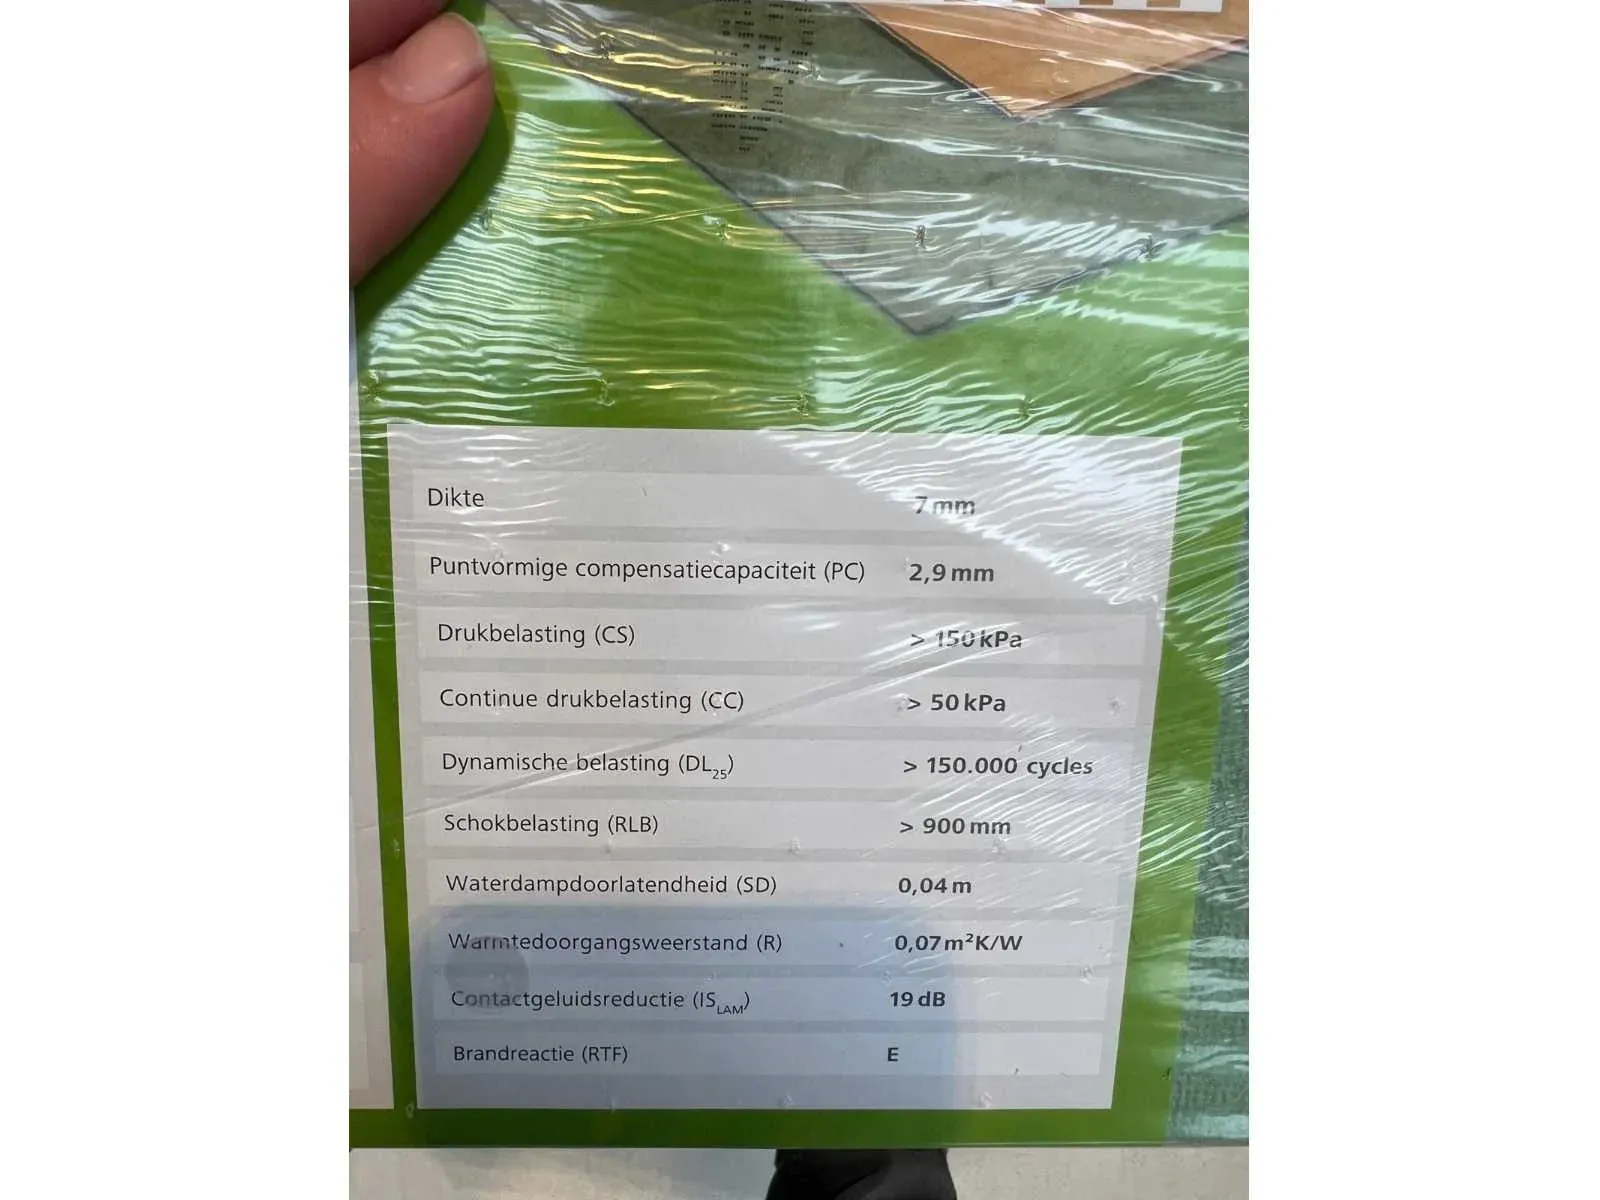 Dikte 7 mm
Puntvormige compensatiecapaciteit (PC) 2,9 mm
Drukbelasting (CS) > 150 kPa
Continue drukbelasting (CC) > 50 kPa
Dynamische belasting (DL₂₅) > 150.000 cycles
Schokbelasting (RLB) > 900 mm
Waterdampdoorlatendheid (SD) 0,04 m
Warmtedoorgangsweerstand (R) 0,07 m²K/W
Contactgeluidsreductie (IS LAM) 19 dB
Brandreactie (RTF) E